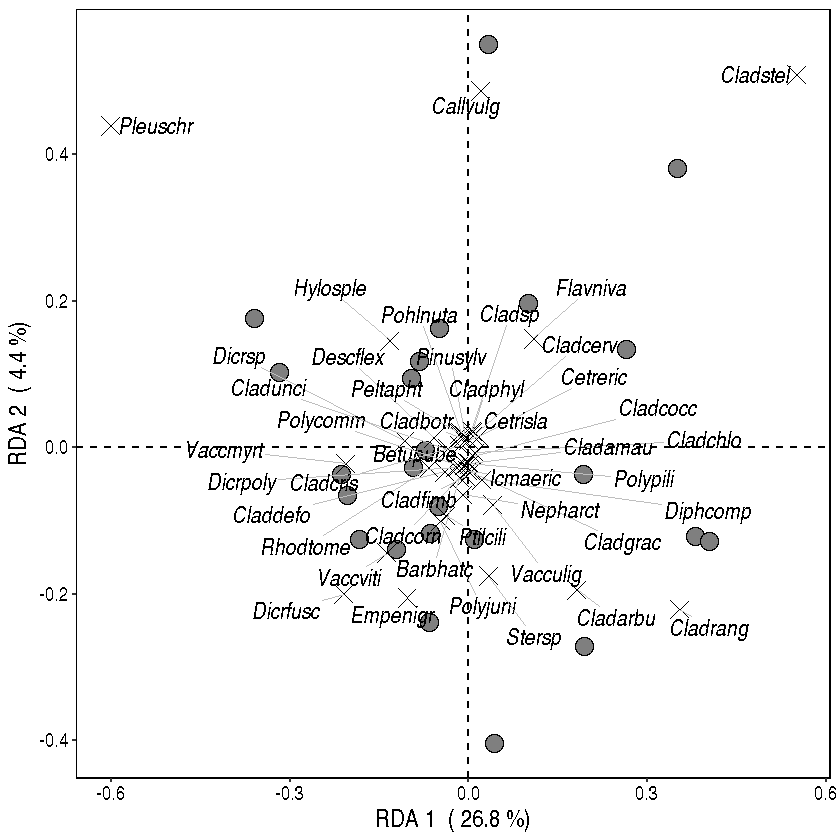 Cladstel
Callvulg
Pleuschr
0.4
Hylosple
Flavniva
0.2
Pohlnuta
Cladsp
Cladcerv
Dicrsp
Descflex
Pinusylv
Cetreric
Cladunci
Peltapht
Cladphyl
Cladcocc
Polycomm
Cladbotr
Cetrisla
Cladchlo
0.0
Vaccmyrt
Betupube
Cladamau
Dicrpoly
Cladcris
Icmaeric
Polypili
Claddefo
Cladfimb
Nepharct
Diphcomp
Rhodtome
Cladcorn
Ptilcili
Cladgrac
Vaccviti
Barbhatc
Vacculig
-0.2
Dicrfusc
Empenigr
Polyjuni
Cladarbu
Cladrang
Stersp
-0.4
-0.6
-0.3
0.0
0.3
0.6
RDA 1 ( 26.8 %)
RDA 2 ( 4.4 %)